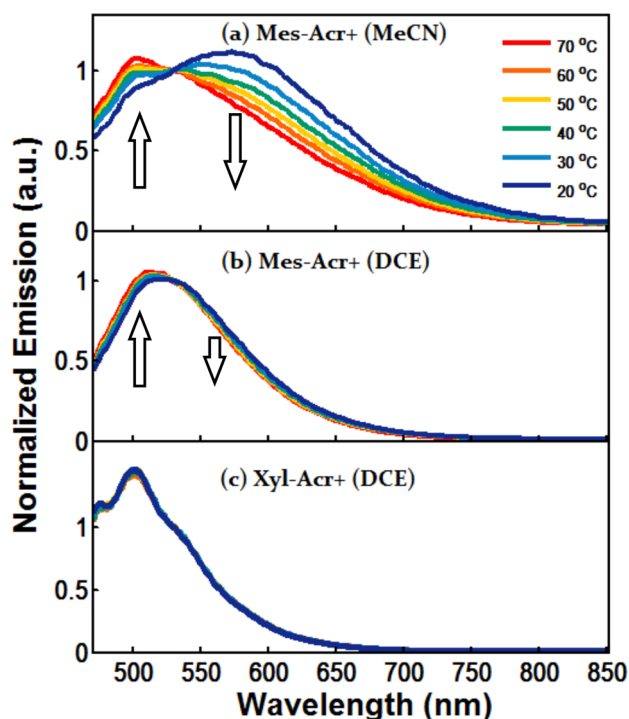 (a) Mes-Acr+ (MeCN)
70 °C
60 °C
50 °C
40 °C
30 °C
20 °C
1
0.5
0
(b) Mes-Acr+ (DCE)
1
0.5
0
(c) Xyl-Acr+ (DCE)
1
0.5
0
500 550 600 650 700 750 800 850
Wavelength (nm)
Normalized Emission (a.u.)